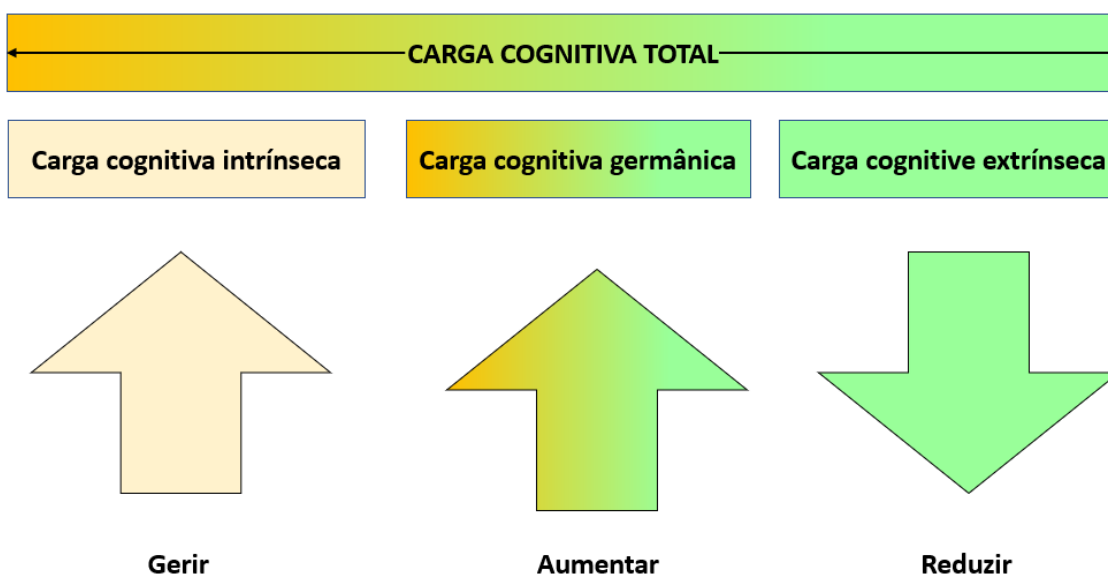 CARGA COGNITIVA TOTAL
Carga cognitiva intrínseca
Carga cognitiva germânica
Carga cognitive extrínseca
Gerir
Aumentar
Reduzir